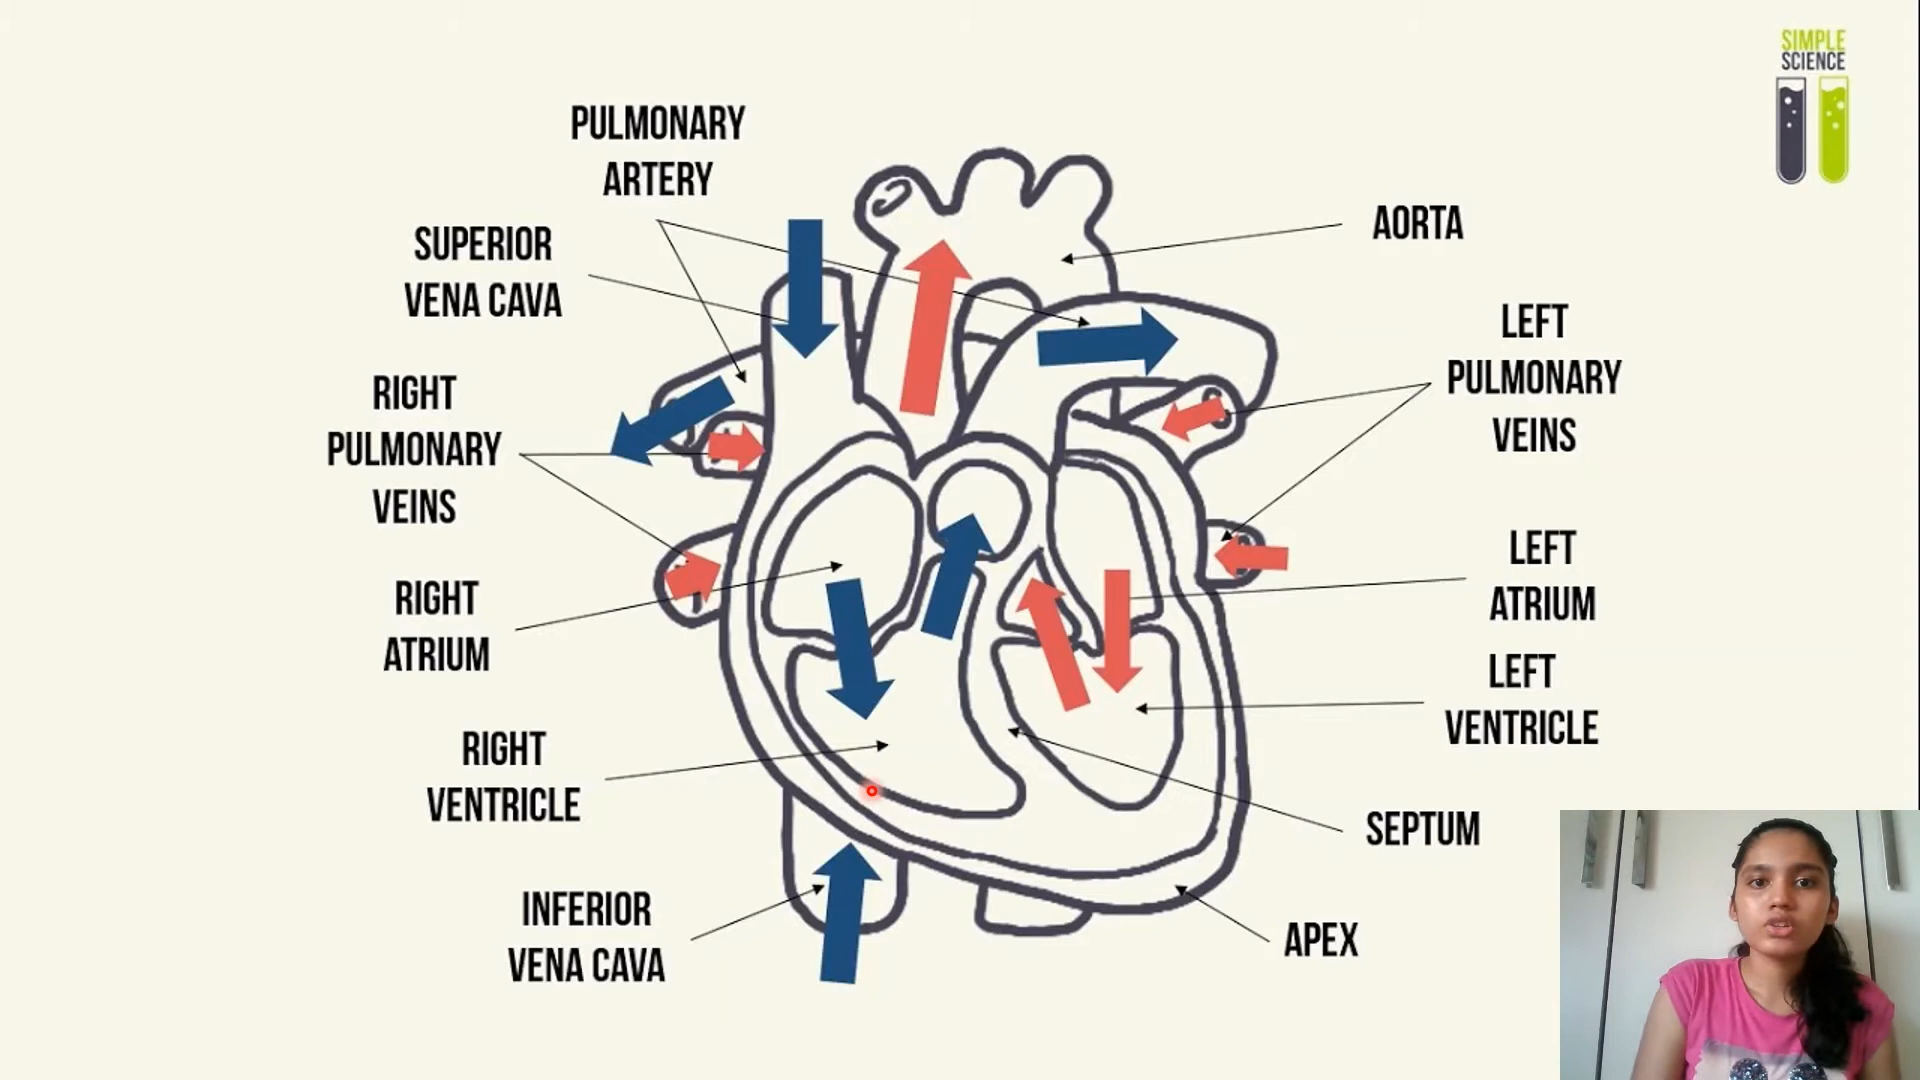 SIMPLE
SCIENCE
PULMONARY
ARTERY
SUPERIOR
VENA CAVA
AORTA
LEFT
PULMONARY
VEINS
RIGHT
PULMONARY
VEINS
LEFT
ATRIUM
RIGHT
ATRIUM
LEFT
VENTRICLE
RIGHT
VENTRICLE
SEPTUM
INFERIOR
VENA CAVA
APEX